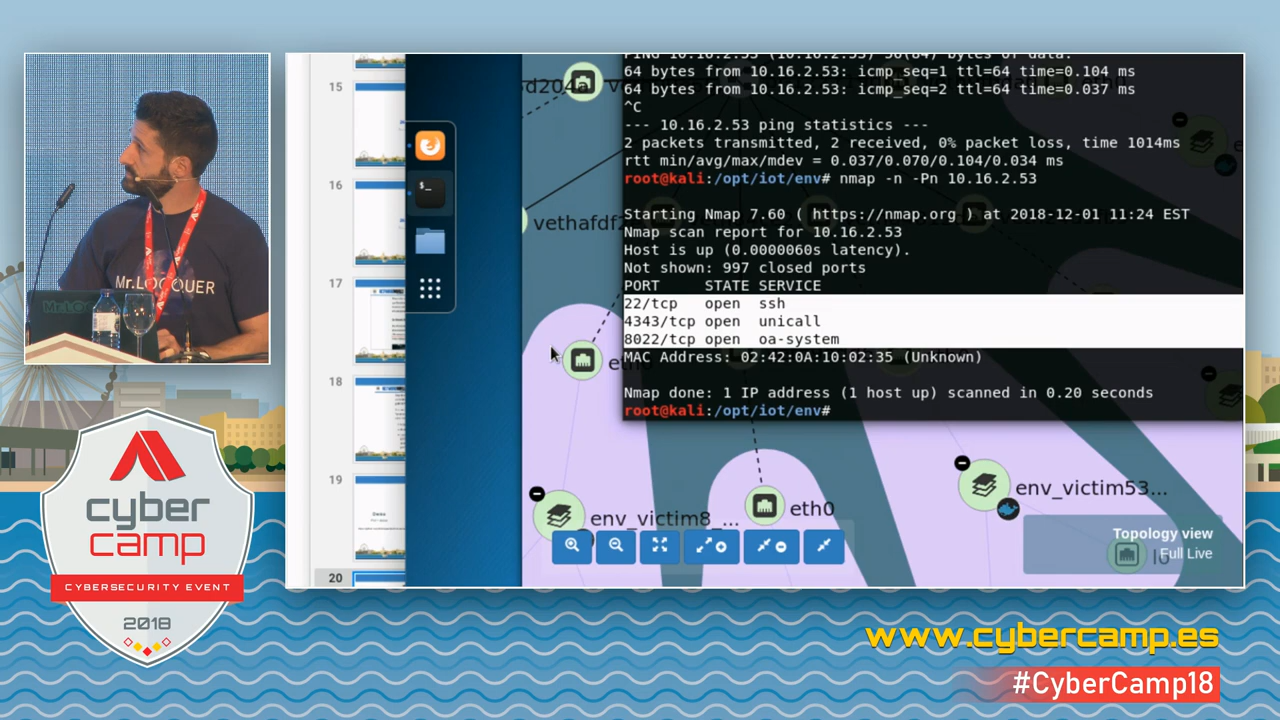 15
16
17
18
19
20
64 bytes from 10.16.2.53: icmp_seq=1 ttl=64 time=0.104 ms
64 bytes from 10.16.2.53: icmp_seq=2 ttl=64 time=0.037 ms
^C
--- 10.16.2.53 ping statistics ---
2 packets transmitted, 2 received, 0% packet loss, time 1014ms
rtt min/avg/max/mdev = 0.037/0.070/0.104/0.034 ms
root@kali:/opt/iot/env# nmap -n -Pn 10.16.2.53
Starting Nmap 7.60 ( https://nmap.org ) at 2018-12-01 11:24 EST
Nmap scan report for 10.16.2.53
Host is up (0.0000060s latency).
Not shown: 997 closed ports
PORT STATE SERVICE
22/tcp open ssh
4343/tcp open unicall
8022/tcp open oa-system
MAC Address: 02:42:0A:10:02:35 (Unknown)
Nmap done: 1 IP address (1 host up) scanned in 0.20 seconds
root@kali:/opt/iot/env#
vethafdf2
eth0
env_victim8_...
eth0
env_victim53...
Topology view
Full Live
lo
Mr.LOOQUER
cyber
camp
CYBERSECURITY EVENT
2018
www.cybercamp.es
#CyberCamp18